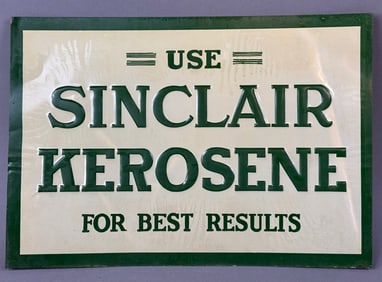 USE
SINCLAIR
KEROSENE
FOR BEST RESULTS